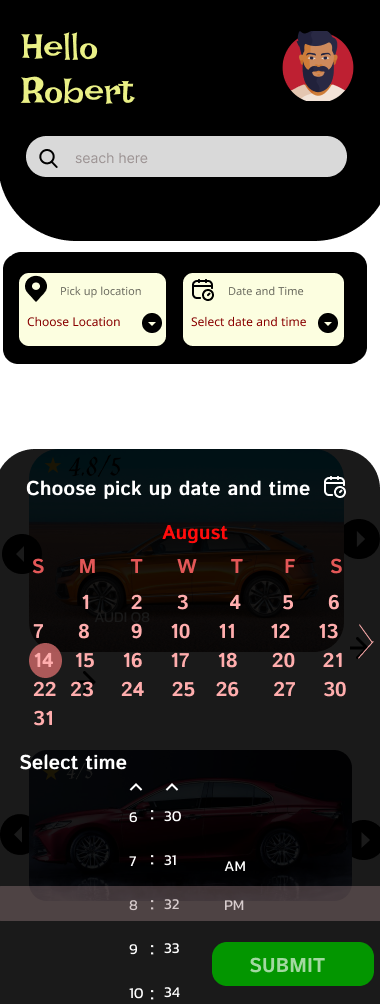 Hello
Robert
seach here
Pick up location
Choose Location
Date and Time
Select date and time
4.8/5
Choose pick up date and time
August
S M T W T F S
1 2 3 4 5 6
7 8 9 10 11 12 13
AUDI Q8
14 15 16 17 18 20 21
22 23 24 25 26 27 30
31
Select time
4/5
6 : 30
7 : 31
AM
8 : 32 PM
9 : 33
SUBMIT
10 : 34